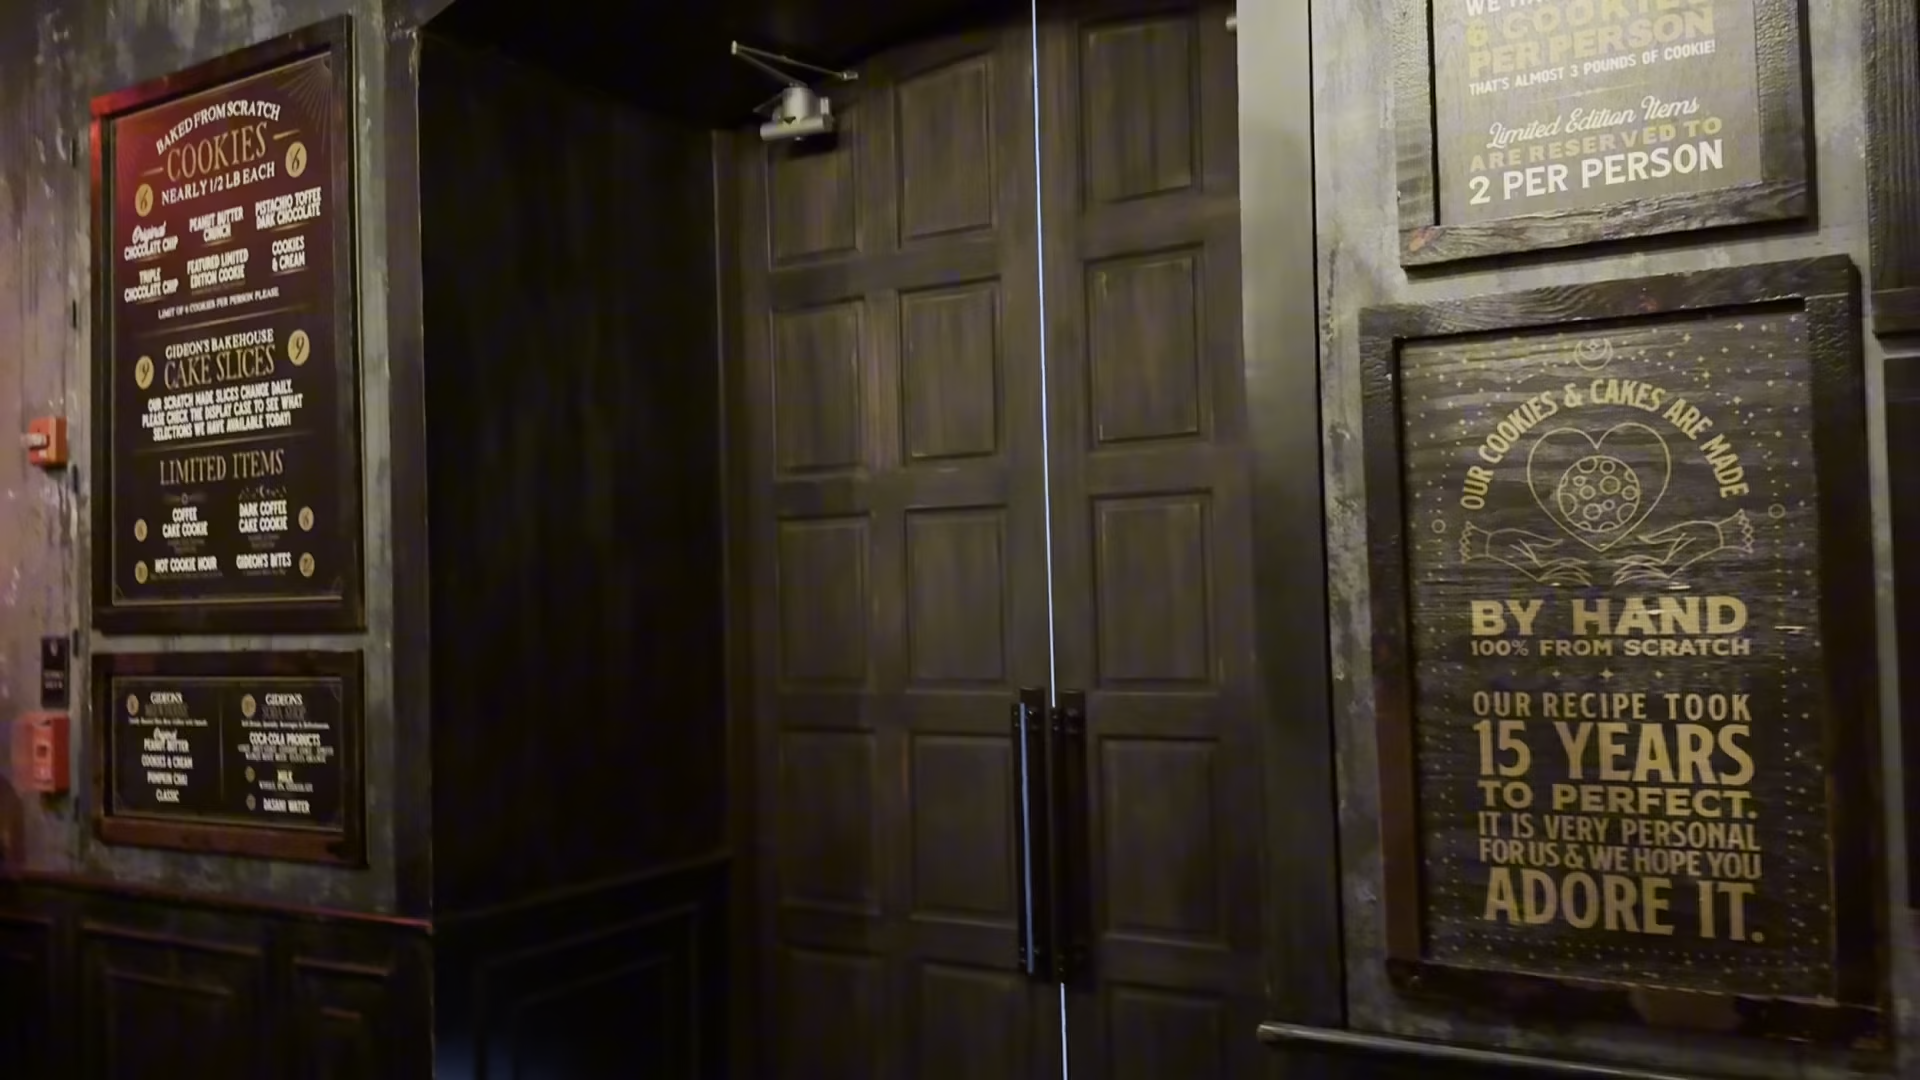 BAKED FROM SCRATCH
COOKIES
6
6
NEARLY 1/2 LB EACH
Original
CHOCOLATE CHIP
PEANUT BUTTER
CRUNCH
PISTACHIO TOFFEE
DARK CHOCOLATE
TRIPLE
CHOCOLATE CHIP
FEATURED LIMITED
EDITION COOKIE
COOKIES
& CREAM
LIMIT OF 6 COOKIES PER PERSON PLEASE
GIDEON'S BAKEHOUSE
9
9
CAKE SLICES
OUR SCRATCH MADE SLICES CHANGE DAILY.
PLEASE CHECK THE DISPLAY CASE TO SEE WHAT
SELECTIONS WE HAVE AVAILABLE TODAY!
LIMITED ITEMS
COFFEE
CAKE COOKIE
DARK COFFEE
CAKE COOKIE
HOT COOKIE HOUR
GIDEON'S BITES
GIDEON'S
Original
PEANUT BUTTER
COOKIES & CREAM
PUMPKIN CHAI
CLASSIC
GIDEON'S
COCA-COLA PRODUCTS
MILK
DASANI WATER
6 COOKIES
PER PERSON
THAT'S ALMOST 3 POUNDS OF COOKIE!
Limited Edition Items
ARE RESERVED TO
2 PER PERSON
OUR COOKIES & CAKES ARE MADE
BY HAND
100% FROM SCRATCH
OUR RECIPE TOOK
15 YEARS
TO PERFECT.
IT IS VERY PERSONAL
FOR US & WE HOPE YOU
ADORE IT.